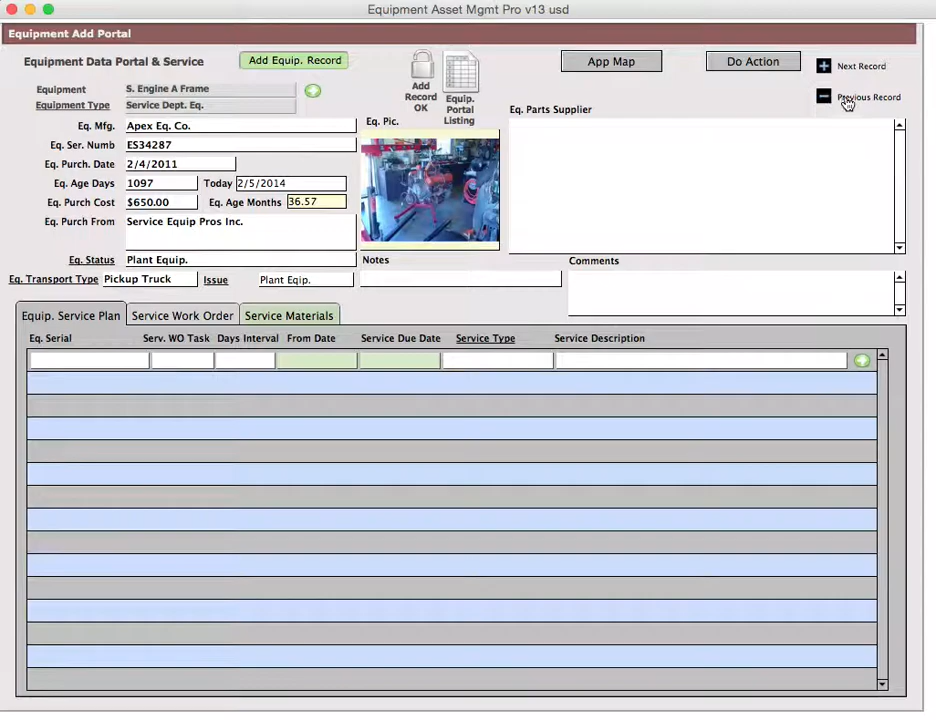 Equipment Asset Mgmt Pro v13 usd
Equipment Add Portal
Equipment Data Portal & Service
Add Equip. Record
Add Record OK
Equip. Portal Listing
App Map
Do Action
Next Record
Previous Record
Equipment S. Engine A Frame
Equipment Type Service Dept. Eq.
Eq. Mfg. Apex Eq. Co.
Eq. Pic.
Eq. Parts Supplier
Eq. Ser. Numb ES34287
Eq. Purch. Date 2/4/2011
Eq. Age Days 1097 Today 2/5/2014
Eq. Purch Cost $650.00 Eq. Age Months 36.57
Eq. Purch From Service Equip Pros Inc.
Eq. Status Plant Equip.
Notes
Comments
Eq. Transport Type Pickup Truck Issue Plant Eqip.
Equip. Service Plan Service Work Order Service Materials
Eq. Serial Serv. WO Task Days Interval From Date Service Due Date Service Type Service Description